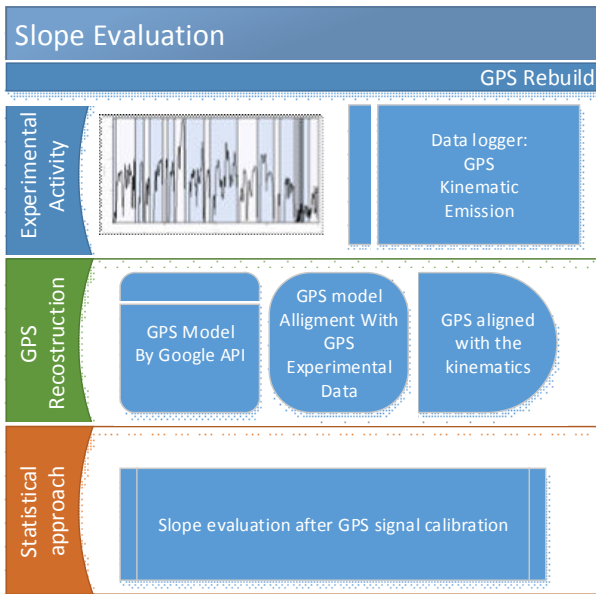 Slope Evaluation
GPS Rebuild
Experimental
Activity
Data logger:
GPS
Kinematic
Emission
GPS
Recostruction
GPS Model
By Google API
GPS model
Alligment With
GPS
Experimental
Data
GPS aligned
with the
kinematics
Statistical
approach
Slope evaluation after GPS signal calibration